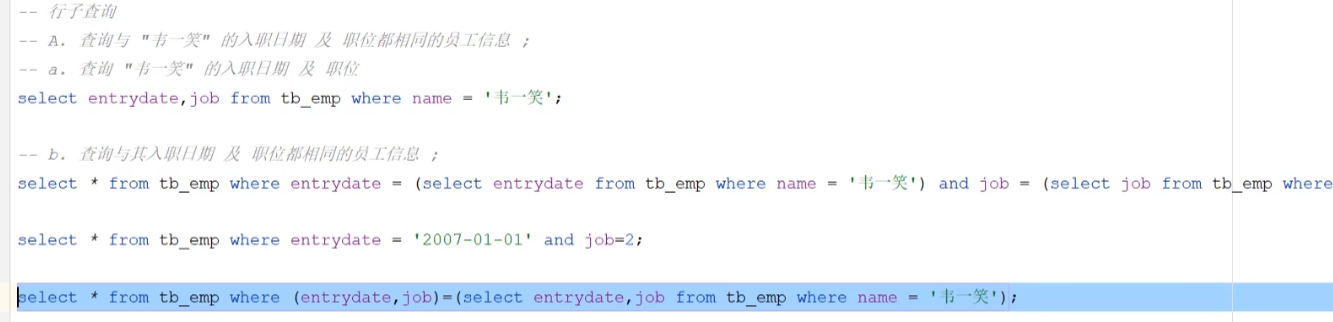 -- 行子查询
-- A. 查询与 "韦一笑" 的入职日期 及 职位都相同的员工信息 ;
-- a. 查询 "韦一笑" 的入职日期 及 职位
select entrydate,job from tb_emp where name = '韦一笑';
-- b. 查询与其入职日期 及 职位都相同的员工信息 ;
select * from tb_emp where entrydate = (select entrydate from tb_emp where name = '韦一笑') and job = (select job from tb_emp where
select * from tb_emp where entrydate = '2007-01-01' and job=2;
select * from tb_emp where (entrydate,job)=(select entrydate,job from tb_emp where name = '韦一笑');